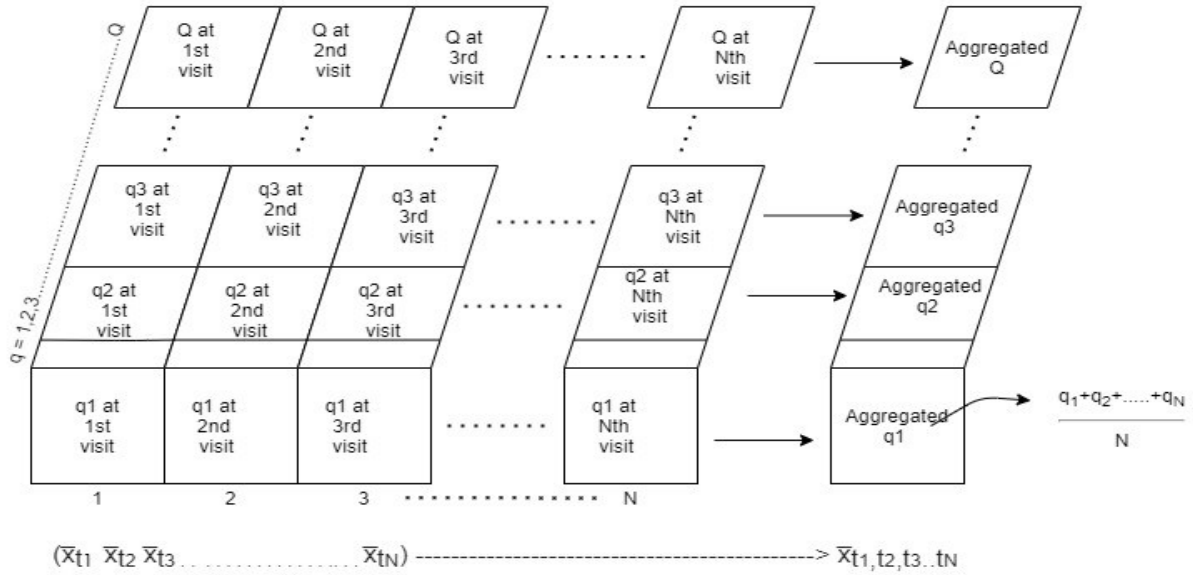 Q at 1st visit
Q at 2nd visit
Q at 3rd visit
Q at Nth visit
Aggregated Q
q3 at 1st visit
q3 at 2nd visit
q3 at 3rd visit
q3 at Nth visit
Aggregated q3
q2 at 1st visit
q2 at 2nd visit
q2 at 3rd visit
q2 at Nth visit
Aggregated q2
q1 at 1st visit
q1 at 2nd visit
q1 at 3rd visit
q1 at Nth visit
Aggregated q1
q₁+q₂+.....+q_N
N
q = 1,2,3............Q
1 2 3 .................... N
(x̄t₁ x̄t₂ x̄t₃.................... x̄t_N) ----------------------------> x̄t₁,t₂,t₃..t_N